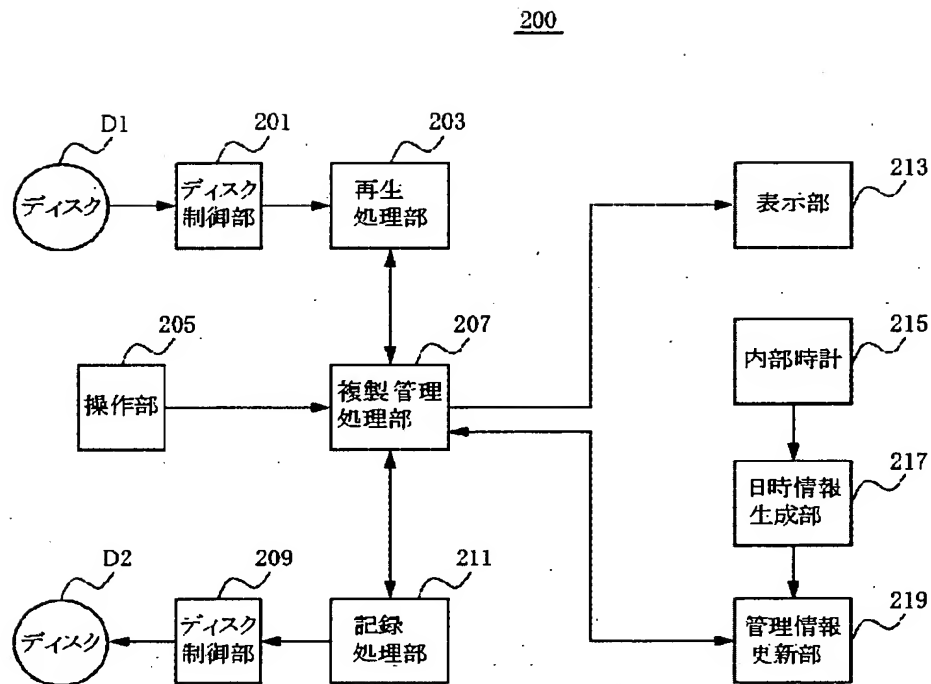 200
D1
201
203
213
ディスク
ディスク
制御部
再生
処理部
表示部
205
207
215
操作部
複製管理
処理部
内部時計
217
日時情報
生成部
D2
209
211
219
ディスク
ディスク
制御部
記録
処理部
管理情報
更新部